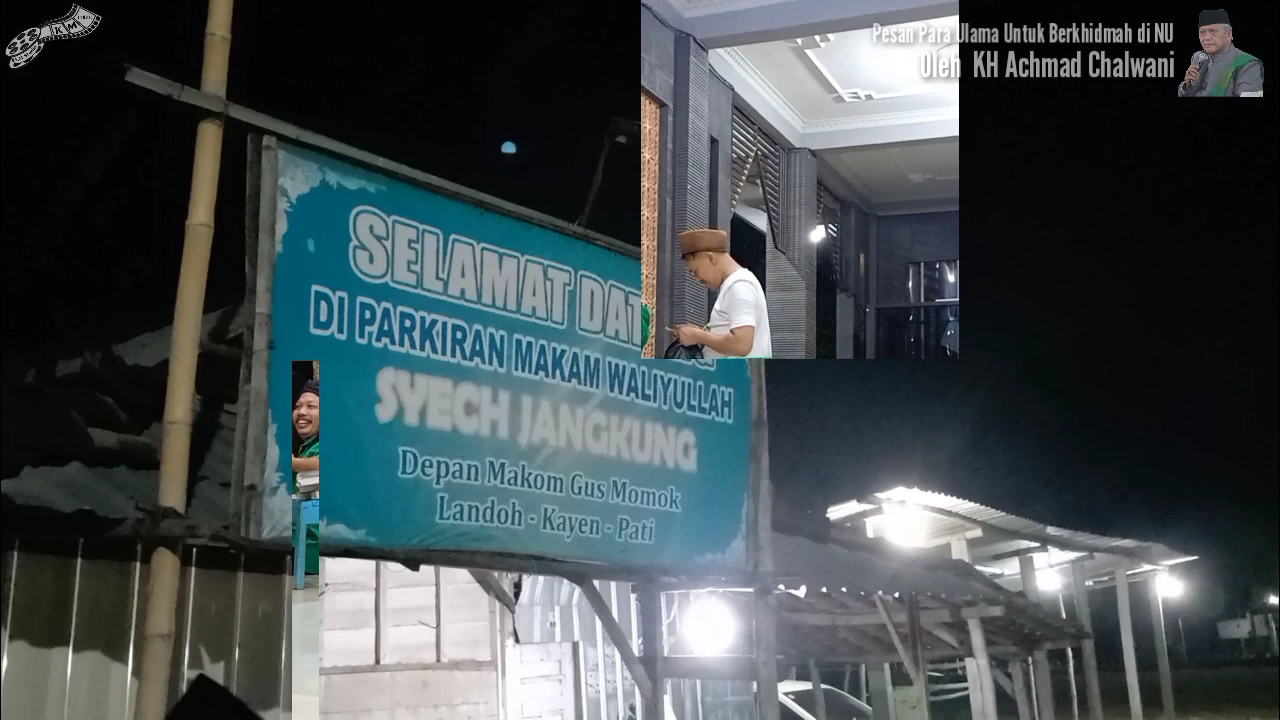 KM
Pesan Para Ulama Untuk Berkhidmah di NU
Oleh KH Achmad Chalwani
SELAMAT DAT
DI PARKIRAN MAKAM WALIYULLAH
SYECH JANGKUNG
Depan Makom Gus Momok
Landoh - Kayen - Pati